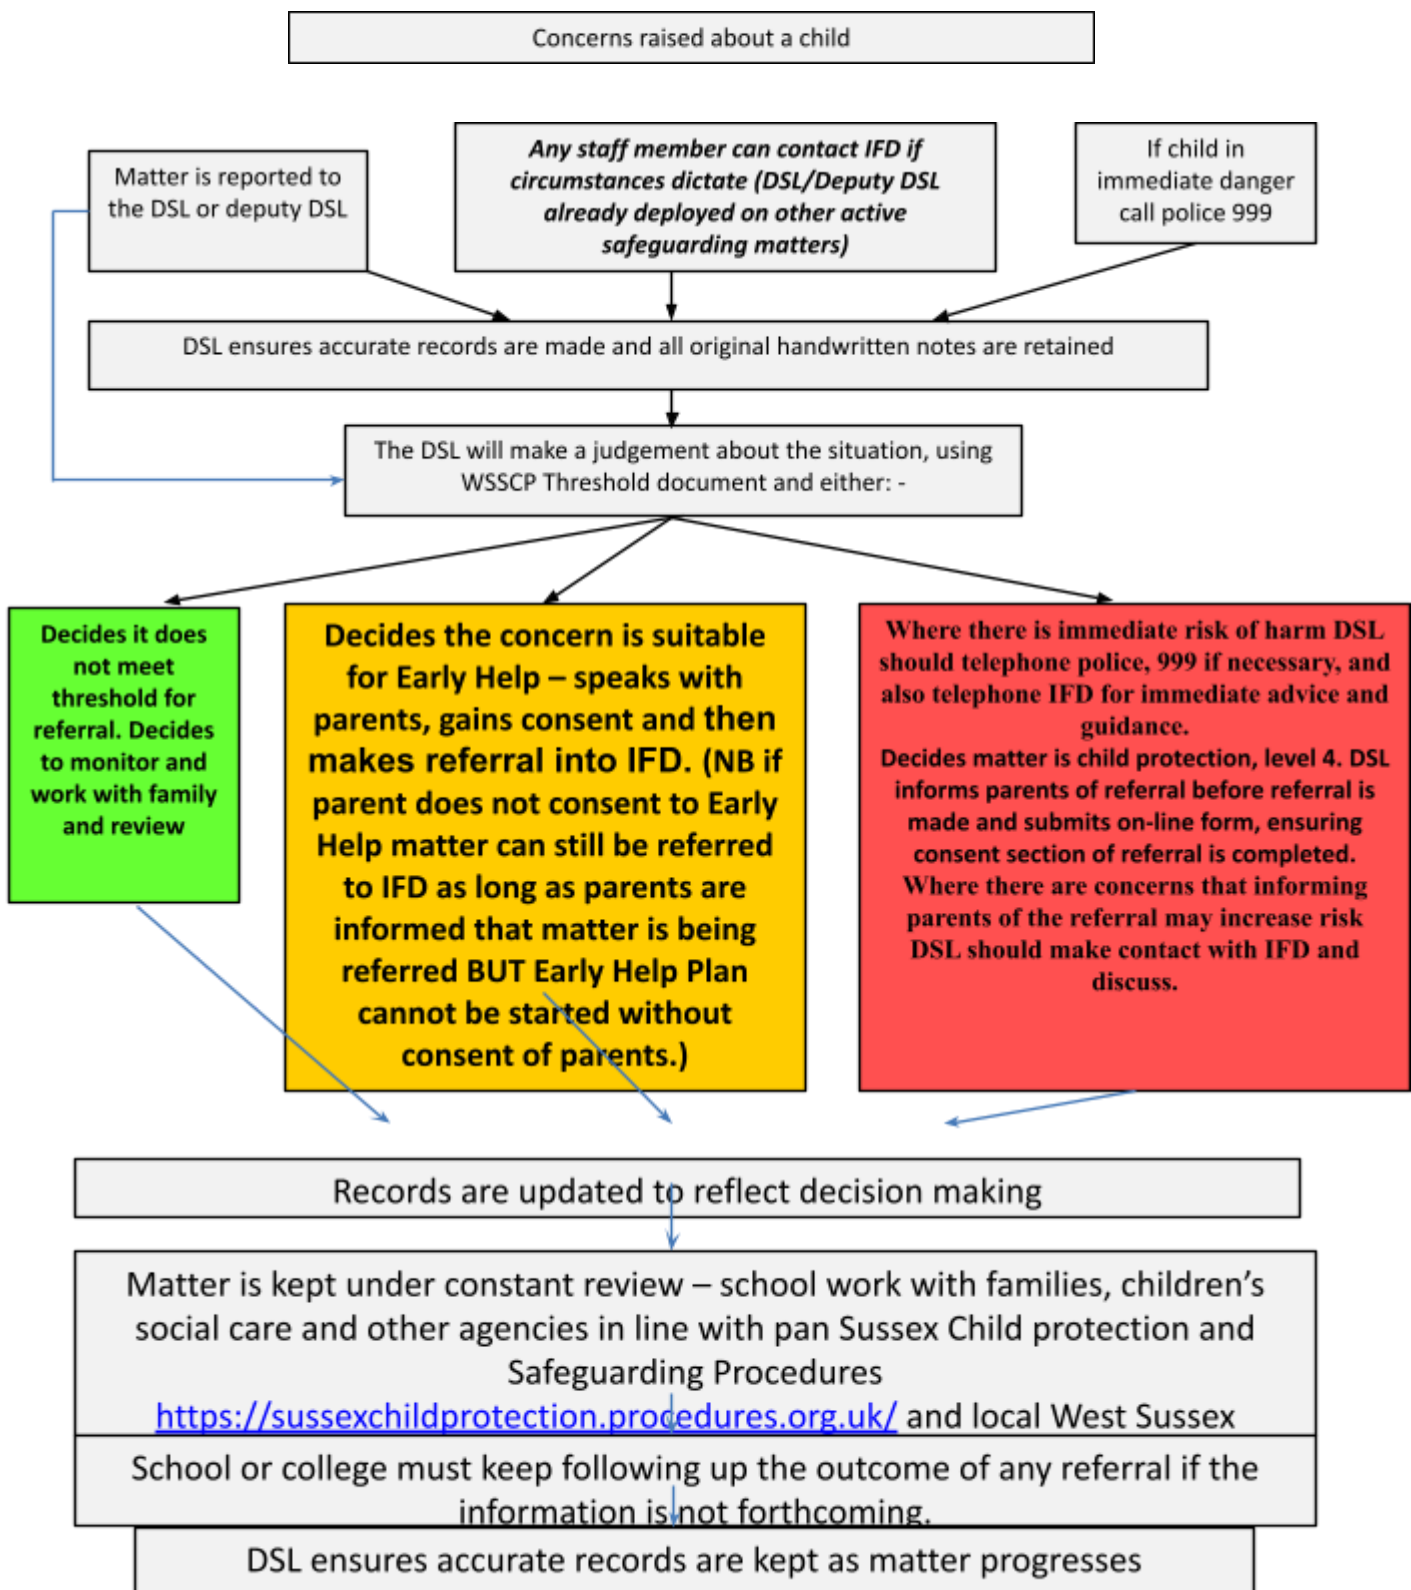 Concerns raised about a child
Matter is reported to
the DSL or deputy DSL
Any staff member can contact IFD if
circumstances dictate (DSL/Deputy DSL
already deployed on other active
safeguarding matters)
If child in
immediate danger
call police 999
DSL ensures accurate records are made and all original handwritten notes are retained
The DSL will make a judgement about the situation, using
WSSCP Threshold document and either: -
Decides it does
not meet
threshold for
referral. Decides
to monitor and
work with family
and review
Decides the concern is suitable
for Early Help – speaks with
parents, gains consent and then
makes referral into IFD. (NB if
parent does not consent to Early
Help matter can still be referred
to IFD as long as parents are
informed that matter is being
referred BUT Early Help Plan
cannot be started without
consent of parents.)
Where there is immediate risk of harm DSL
should telephone police, 999 if necessary, and
also telephone IFD for immediate advice and
guidance.
Decides matter is child protection, level 4. DSL
informs parents of referral before referral is
made and submits on-line form, ensuring
consent section of referral is completed.
Where there are concerns that informing
parents of the referral may increase risk
DSL should make contact with IFD and
discuss.
Records are updated to reflect decision making
Matter is kept under constant review – school work with families, children’s
social care and other agencies in line with pan Sussex Child protection and
Safeguarding Procedures
https://sussexchildprotection.procedures.org.uk/ and local West Sussex
School or college must keep following up the outcome of any referral if the
information is not forthcoming.
DSL ensures accurate records are kept as matter progresses